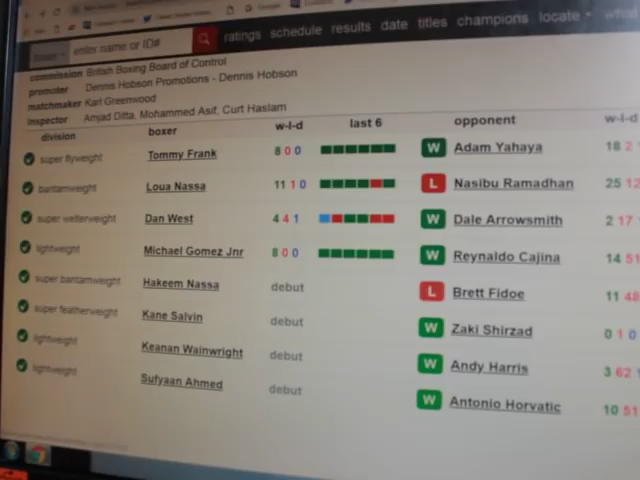 ratings schedule results date titles champions locate
enter name or ID#
commission British Boxing Board of Control
promoter Dennis Hobson Promotions - Dennis Hobson
matchmaker Karl Greenwood
inspector Amjad Ditta, Mohammed Asif, Curt Haslam
division boxer w-l-d last 6 opponent w-l-d
super flyweight Tommy Frank 8 0 0 W Adam Yahaya 18 2
bantamweight Loua Nassa 11 1 0 L Nasibu Ramadhan 25 12
super welterweight Dan West 4 4 1 W Dale Arrowsmith 2 17
lightweight Michael Gomez Jnr 8 0 0 W Reynaldo Cajina 14 51
super bantamweight Hakeem Nassa debut L Brett Fidoe 11 48
super featherweight Kane Salvin debut W Zaki Shirzad 0 1 0
lightweight Keanan Wainwright debut W Andy Harris 3 62
lightweight Sufyaan Ahmed debut W Antonio Horvatic 10 51